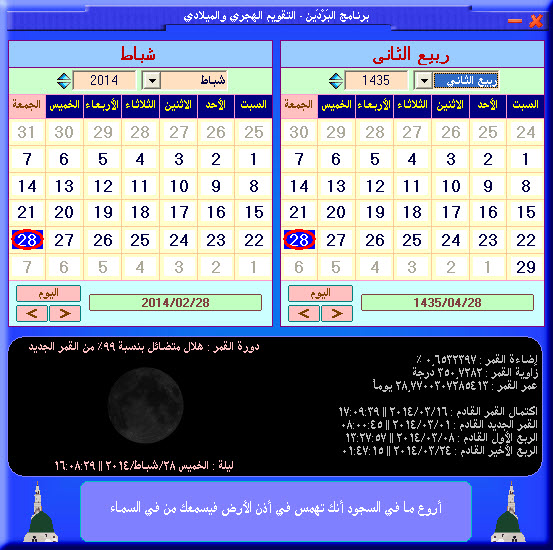 برنامج البَرَّدَين - التقويم الهجري والميلادي
ربيع الثانى
ربيع الثانى 1435
السبت الأحد الاثنين الثلاثاء الأربعاء الخميس الجمعة
24 25 26 27 28 29 30
1 2 3 4 5 6 7
8 9 10 11 12 13 14
15 16 17 18 19 20 21
22 23 24 25 26 27 28
29 1 2 3 4 5 6
اليوم
< >
1435/04/28
شباط
شباط 2014
السبت الأحد الاثنين الثلاثاء الأربعاء الخميس الجمعة
25 26 27 28 29 30 31
1 2 3 4 5 6 7
8 9 10 11 12 13 14
15 16 17 18 19 20 21
22 23 24 25 26 27 28
1 2 3 4 5 6 7
اليوم
< >
2014/02/28
دورة القمر : هلال متضائل بنسبة ٩٩٪ من القمر الجديد
إضاءة القمر : ٠,٦٥٣٢٣٩٧ ٪
زاوية القمر : ٣٥٠,٧٢٨٢ درجة
عمر القمر : ٢٨,٧٧٠٠٣٠٧٢٨٥٤١٣ يوماً
اكتمال القمر القادم : ٢٠١٤/٠٣/١٦ || ١٧:٠٩:٣٩
القمر الجديد القادم : ٢٠١٤/٠٣/٠١ || ٠٨:٠٠:٤٥
الربع الأول القادم : ٢٠١٤/٠٣/٠٨ || ١٣:٢٧:٥٧
الربع الأخير القادم : ٢٠١٤/٠٣/٢٤ || ٠١:٤٧:١٥
ليلة : الخميس ٢٨/شباط/٢٠١٤ || ١٦:٠٨:٢٩
أروع ما في السجود أنك تهمس في أذن الأرض فيسمعك من في السماء